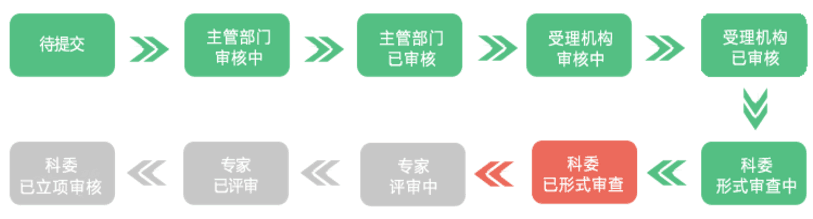 待提交
主管部门
审核中
主管部门
已审核
受理机构
审核中
受理机构
已审核
科委
形式审查中
科委
已形式审查
专家
评审中
专家
已评审
科委
已立项审核